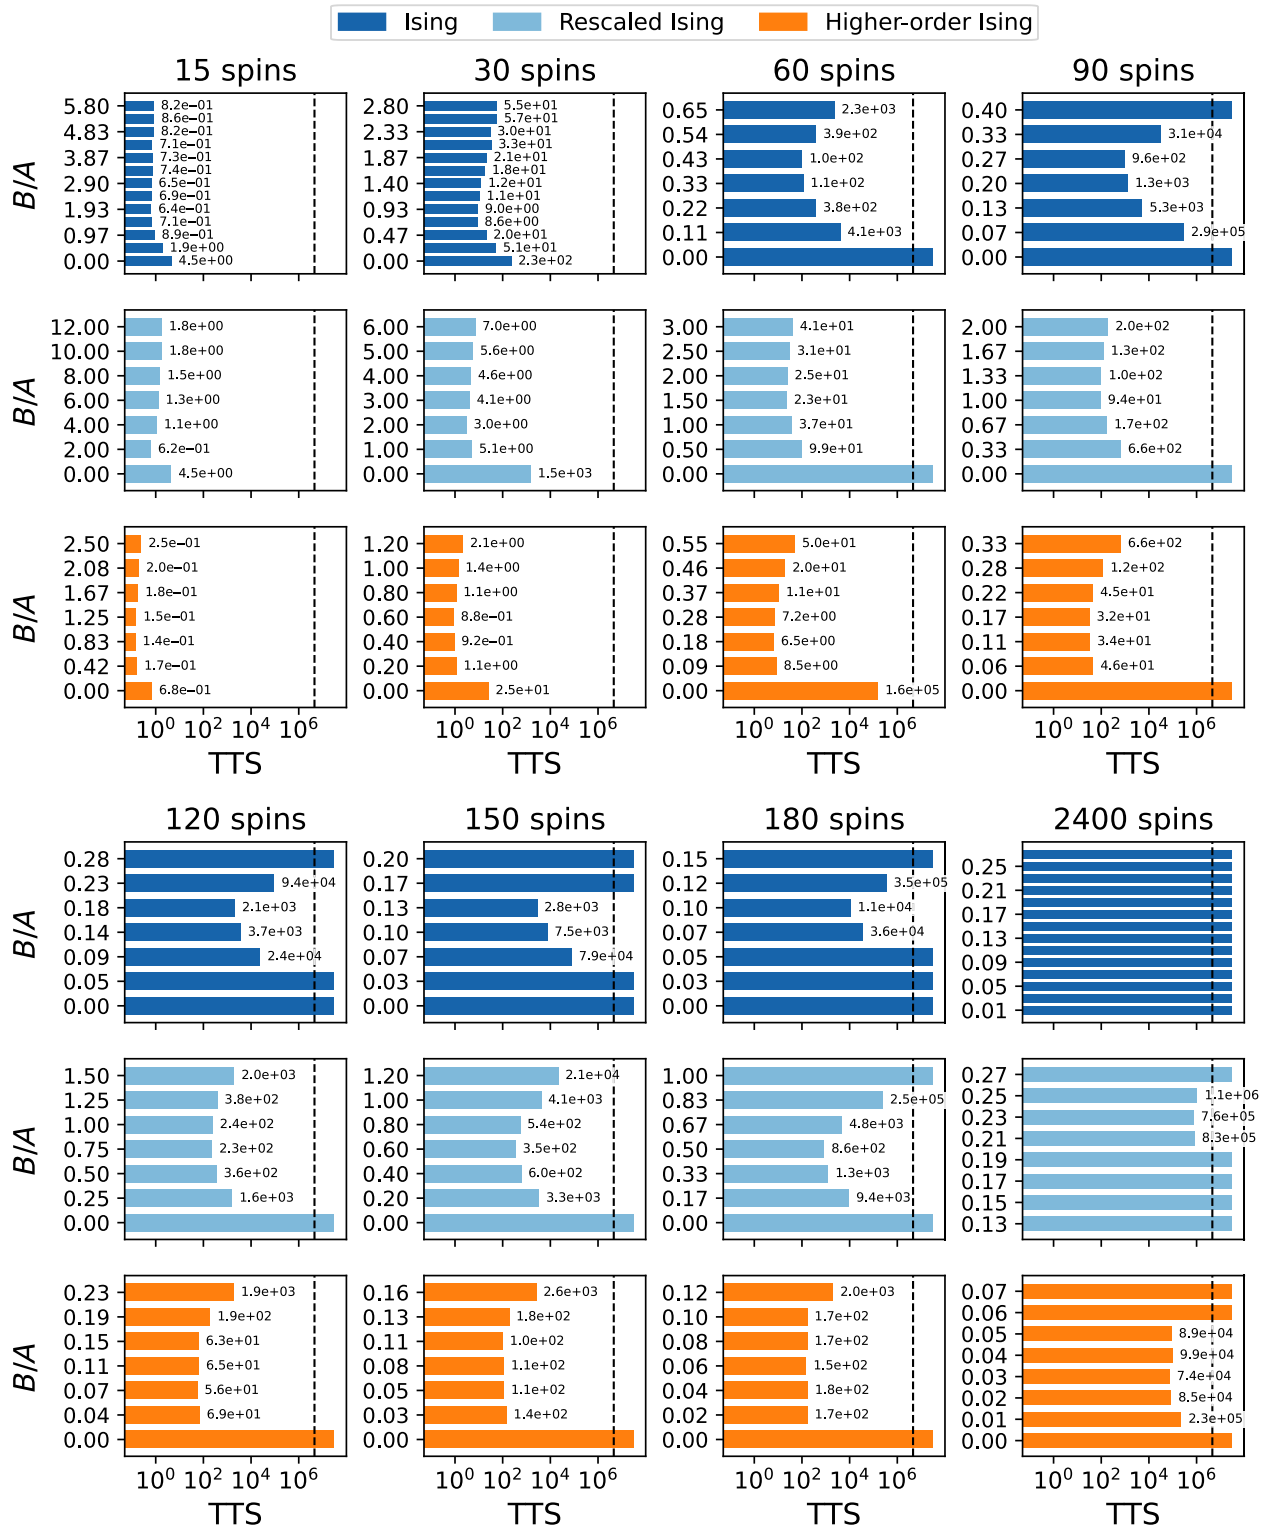 Ising Rescaled Ising Higher-order Ising
15 spins 30 spins 60 spins 90 spins
B/A
5.80 8.2e−01
8.6e−01
4.83 8.2e−01
7.1e−01
3.87 7.3e−01
7.4e−01
2.90 6.5e−01
6.9e−01
1.93 6.4e−01
7.1e−01
0.97 8.9e−01
1.9e+00
0.00 4.5e+00
2.80 5.5e+01
5.7e+01
2.33 3.0e+01
3.3e+01
1.87 2.1e+01
1.8e+01
1.40 1.2e+01
1.1e+01
0.93 9.0e+00
8.6e+00
0.47 2.0e+01
5.1e+01
0.00 2.3e+02
0.65 2.3e+03
0.54 3.9e+02
0.43 1.0e+02
0.33 1.1e+02
0.22 3.8e+02
0.11 4.1e+03
0.00
0.40
0.33 3.1e+04
0.27 9.6e+02
0.20 1.3e+03
0.13 5.3e+03
0.07 2.9e+05
0.00
B/A
12.00 1.8e+00
10.00 1.8e+00
8.00 1.5e+00
6.00 1.3e+00
4.00 1.1e+00
2.00 6.2e−01
0.00 4.5e+00
6.00 7.0e+00
5.00 5.6e+00
4.00 4.6e+00
3.00 4.1e+00
2.00 3.0e+00
1.00 5.1e+00
0.00 1.5e+03
3.00 4.1e+01
2.50 3.1e+01
2.00 2.5e+01
1.50 2.3e+01
1.00 3.7e+01
0.50 9.9e+01
0.00
2.00 2.0e+02
1.67 1.3e+02
1.33 1.0e+02
1.00 9.4e+01
0.67 1.7e+02
0.33 6.6e+02
0.00
B/A
2.50 2.5e−01
2.08 2.0e−01
1.67 1.8e−01
1.25 1.5e−01
0.83 1.4e−01
0.42 1.7e−01
0.00 6.8e−01
10⁰ 10² 10⁴ 10⁶
TTS
1.20 2.1e+00
1.00 1.4e+00
0.80 1.1e+00
0.60 8.8e−01
0.40 9.2e−01
0.20 1.1e+00
0.00 2.5e+01
10⁰ 10² 10⁴ 10⁶
TTS
0.55 5.0e+01
0.46 2.0e+01
0.37 1.1e+01
0.28 7.2e+00
0.18 6.5e+00
0.09 8.5e+00
0.00 1.6e+05
10⁰ 10² 10⁴ 10⁶
TTS
0.33 6.6e+02
0.28 1.2e+02
0.22 4.5e+01
0.17 3.2e+01
0.11 3.4e+01
0.06 4.6e+01
0.00
10⁰ 10² 10⁴ 10⁶
TTS
120 spins 150 spins 180 spins 2400 spins
B/A
0.28
0.23 9.4e+04
0.18 2.1e+03
0.14 3.7e+03
0.09 2.4e+04
0.05
0.00
0.20
0.17
0.13 2.8e+03
0.10 7.5e+03
0.07 7.9e+04
0.03
0.00
0.15
0.12 3.5e+05
0.10 1.1e+04
0.07 3.6e+04
0.05
0.03
0.00
0.25
0.21
0.17
0.13
0.09
0.05
0.01
B/A
1.50 2.0e+03
1.25 3.8e+02
1.00 2.4e+02
0.75 2.3e+02
0.50 3.6e+02
0.25 1.6e+03
0.00
1.20 2.1e+04
1.00 4.1e+03
0.80 5.4e+02
0.60 3.5e+02
0.40 6.0e+02
0.20 3.3e+03
0.00
1.00
0.83 2.5e+05
0.67 4.8e+03
0.50 8.6e+02
0.33 1.3e+03
0.17 9.4e+03
0.00
0.27
0.25 1.1e+06
0.23 7.6e+05
0.21 8.3e+05
0.19
0.17
0.15
0.13
B/A
0.23 1.9e+03
0.19 1.9e+02
0.15 6.3e+01
0.11 6.5e+01
0.07 5.6e+01
0.04 6.9e+01
0.00
10⁰ 10² 10⁴ 10⁶
TTS
0.16 2.6e+03
0.13 1.8e+02
0.11 1.0e+02
0.08 1.1e+02
0.05 1.1e+02
0.03 1.4e+02
0.00
10⁰ 10² 10⁴ 10⁶
TTS
0.12 2.0e+03
0.10 1.7e+02
0.08 1.7e+02
0.06 1.5e+02
0.04 1.8e+02
0.02 1.7e+02
0.00
10⁰ 10² 10⁴ 10⁶
TTS
0.07
0.06
0.05 8.9e+04
0.04 9.9e+04
0.03 7.4e+04
0.02 8.5e+04
0.01 2.3e+05
0.00
10⁰ 10² 10⁴ 10⁶
TTS